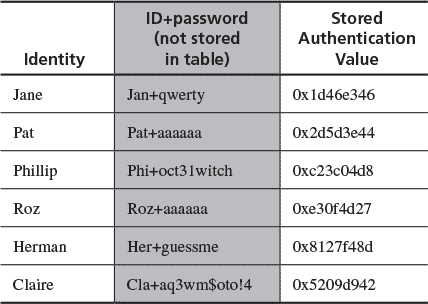 Identity ID+password (not stored in table) Stored Authentication Value
Jane Jan+qwerty 0x1d46e346
Pat Pat+aaaaaa 0x2d5d3e44
Phillip Phi+oct31witch 0xc23c04d8
Roz Roz+aaaaaa 0xe30f4d27
Herman Her+guessme 0x8127f48d
Claire Cla+aq3wm$oto!4 0x5209d942